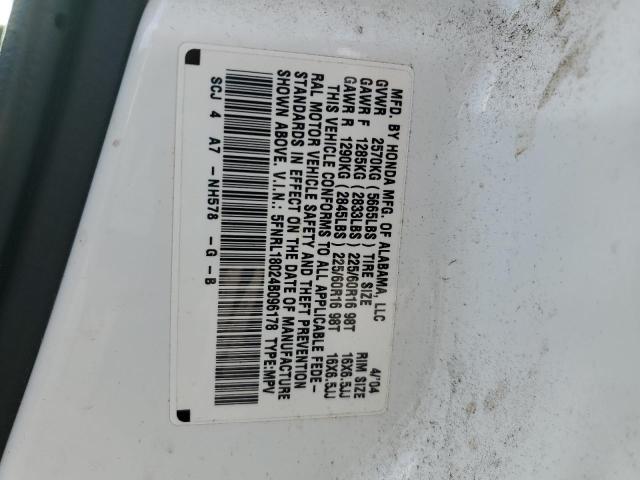 MFD. BY HONDA MFG. OF ALABAMA, LLC 4/'04
GVWR 2570KG (5665LBS) TIRE SIZE RIM SIZE
GAWR F 1285KG (2833LBS) 225/60R16 98T 16X6.5JJ
GAWR R 1290KG (2845LBS) 225/60R16 98T 16X6.5JJ
THIS VEHICLE CONFORMS TO ALL APPLICABLE FEDE-
RAL MOTOR VEHICLE SAFETY AND THEFT PREVENTION
STANDARDS IN EFFECT ON THE DATE OF MANUFACTURE
SHOWN ABOVE. V.I.N.: 5FNRL18024B096178 TYPE:MPV
SCJ 4 A7 -NH578 -G -B